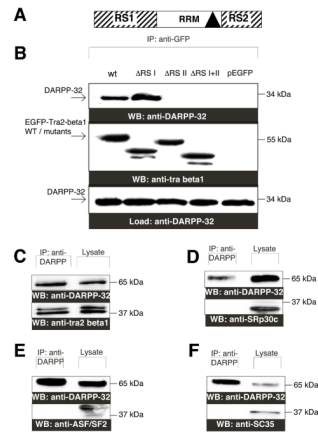 A
RS1 RRM RS2
IP: anti-GFP
B
wt ΔRS I ΔRS II ΔRS I+II pEGFP
DARPP-32
34 kDa
WB: anti-DARPP-32
EGFP-Tra2-beta1
WT / mutants
55 kDa
WB: anti-tra beta1
DARPP-32
34 kDa
Load: anti-DARPP-32
C
IP: anti-DARPP Lysate
65 kDa
WB: anti-DARPP-32
37 kDa
WB: anti-tra2 beta1
D
IP: anti-DARPP Lysate
65 kDa
WB: anti-DARPP-32
37 kDa
WB: anti-SRp30c
E
IP: anti-DARPP Lysate
65 kDa
WB: anti-DARPP-32
37 kDa
WB: anti-ASF/SF2
F
IP: anti-DARPP Lysate
65 kDa
WB: anti-DARPP-32
37 kDa
WB: anti-SC35